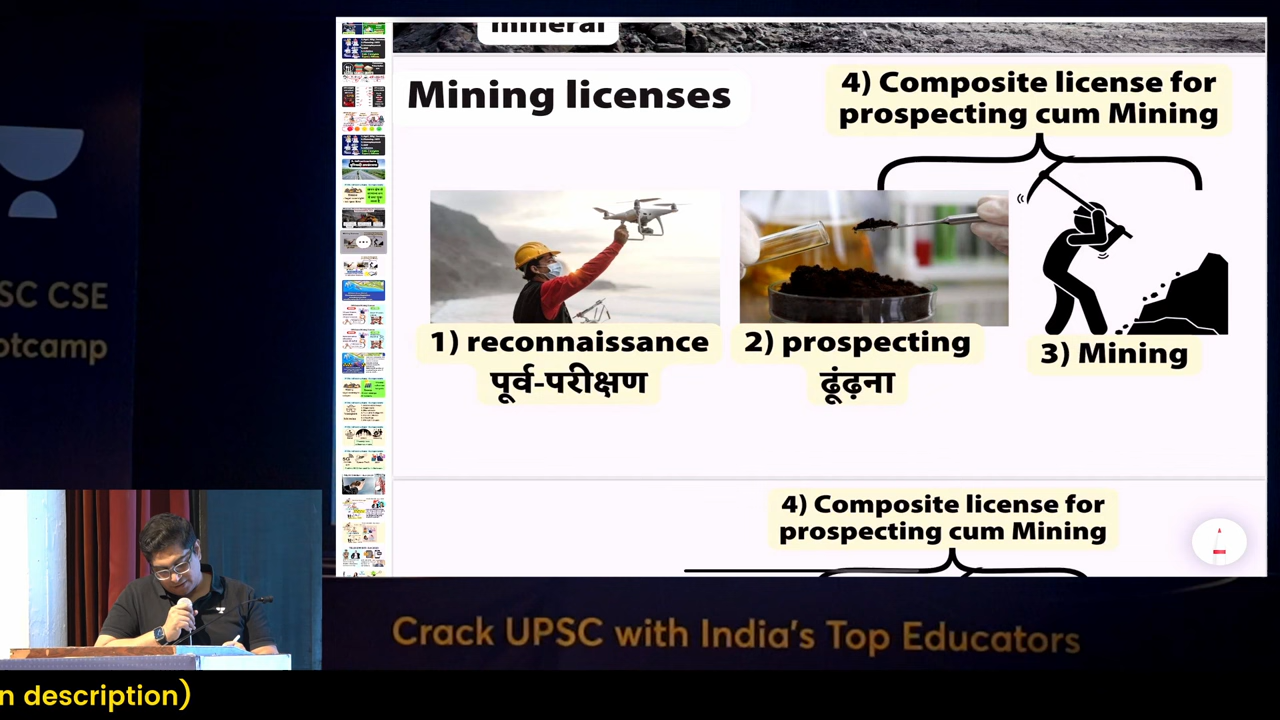 mineral
Mining licenses
4) Composite license for
prospecting cum Mining
1) reconnaissance
पूर्व-परीक्षण
2) prospecting
ढूंढ़ना
3) Mining
4) Composite license for
prospecting cum Mining
SC CSE
otcamp
Crack UPSC with India's Top Educators
n description)